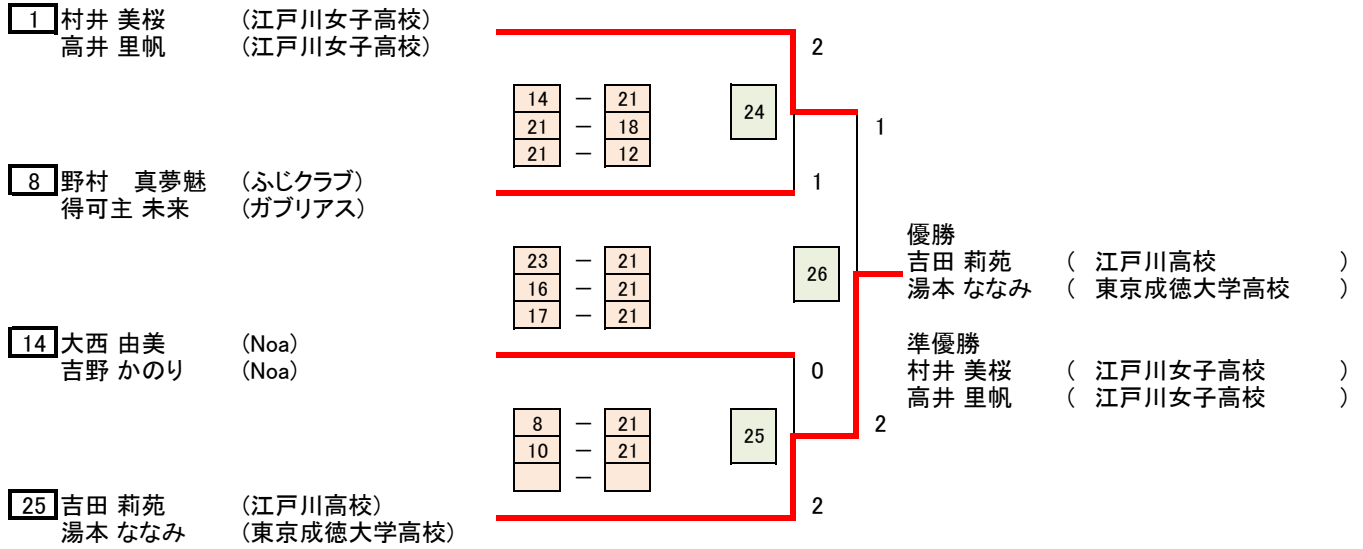 1 村井 美桜 (江戸川女子高校)
高井 里帆 (江戸川女子高校)
2
14 － 21
21 － 18
21 － 12
24
1
8 野村　真夢魅 (ふじクラブ)
得可主 未来 (ガブリアス)
1
23 － 21
16 － 21
17 － 21
26
優勝
吉田 莉苑 ( 江戸川高校 )
湯本 ななみ ( 東京成徳大学高校 )
14 大西 由美 (Noa)
吉野 かのり (Noa)
0
準優勝
村井 美桜 ( 江戸川女子高校 )
高井 里帆 ( 江戸川女子高校 )
8 － 21
10 － 21
－
25
2
25 吉田 莉苑 (江戸川高校)
湯本 ななみ (東京成徳大学高校)
2